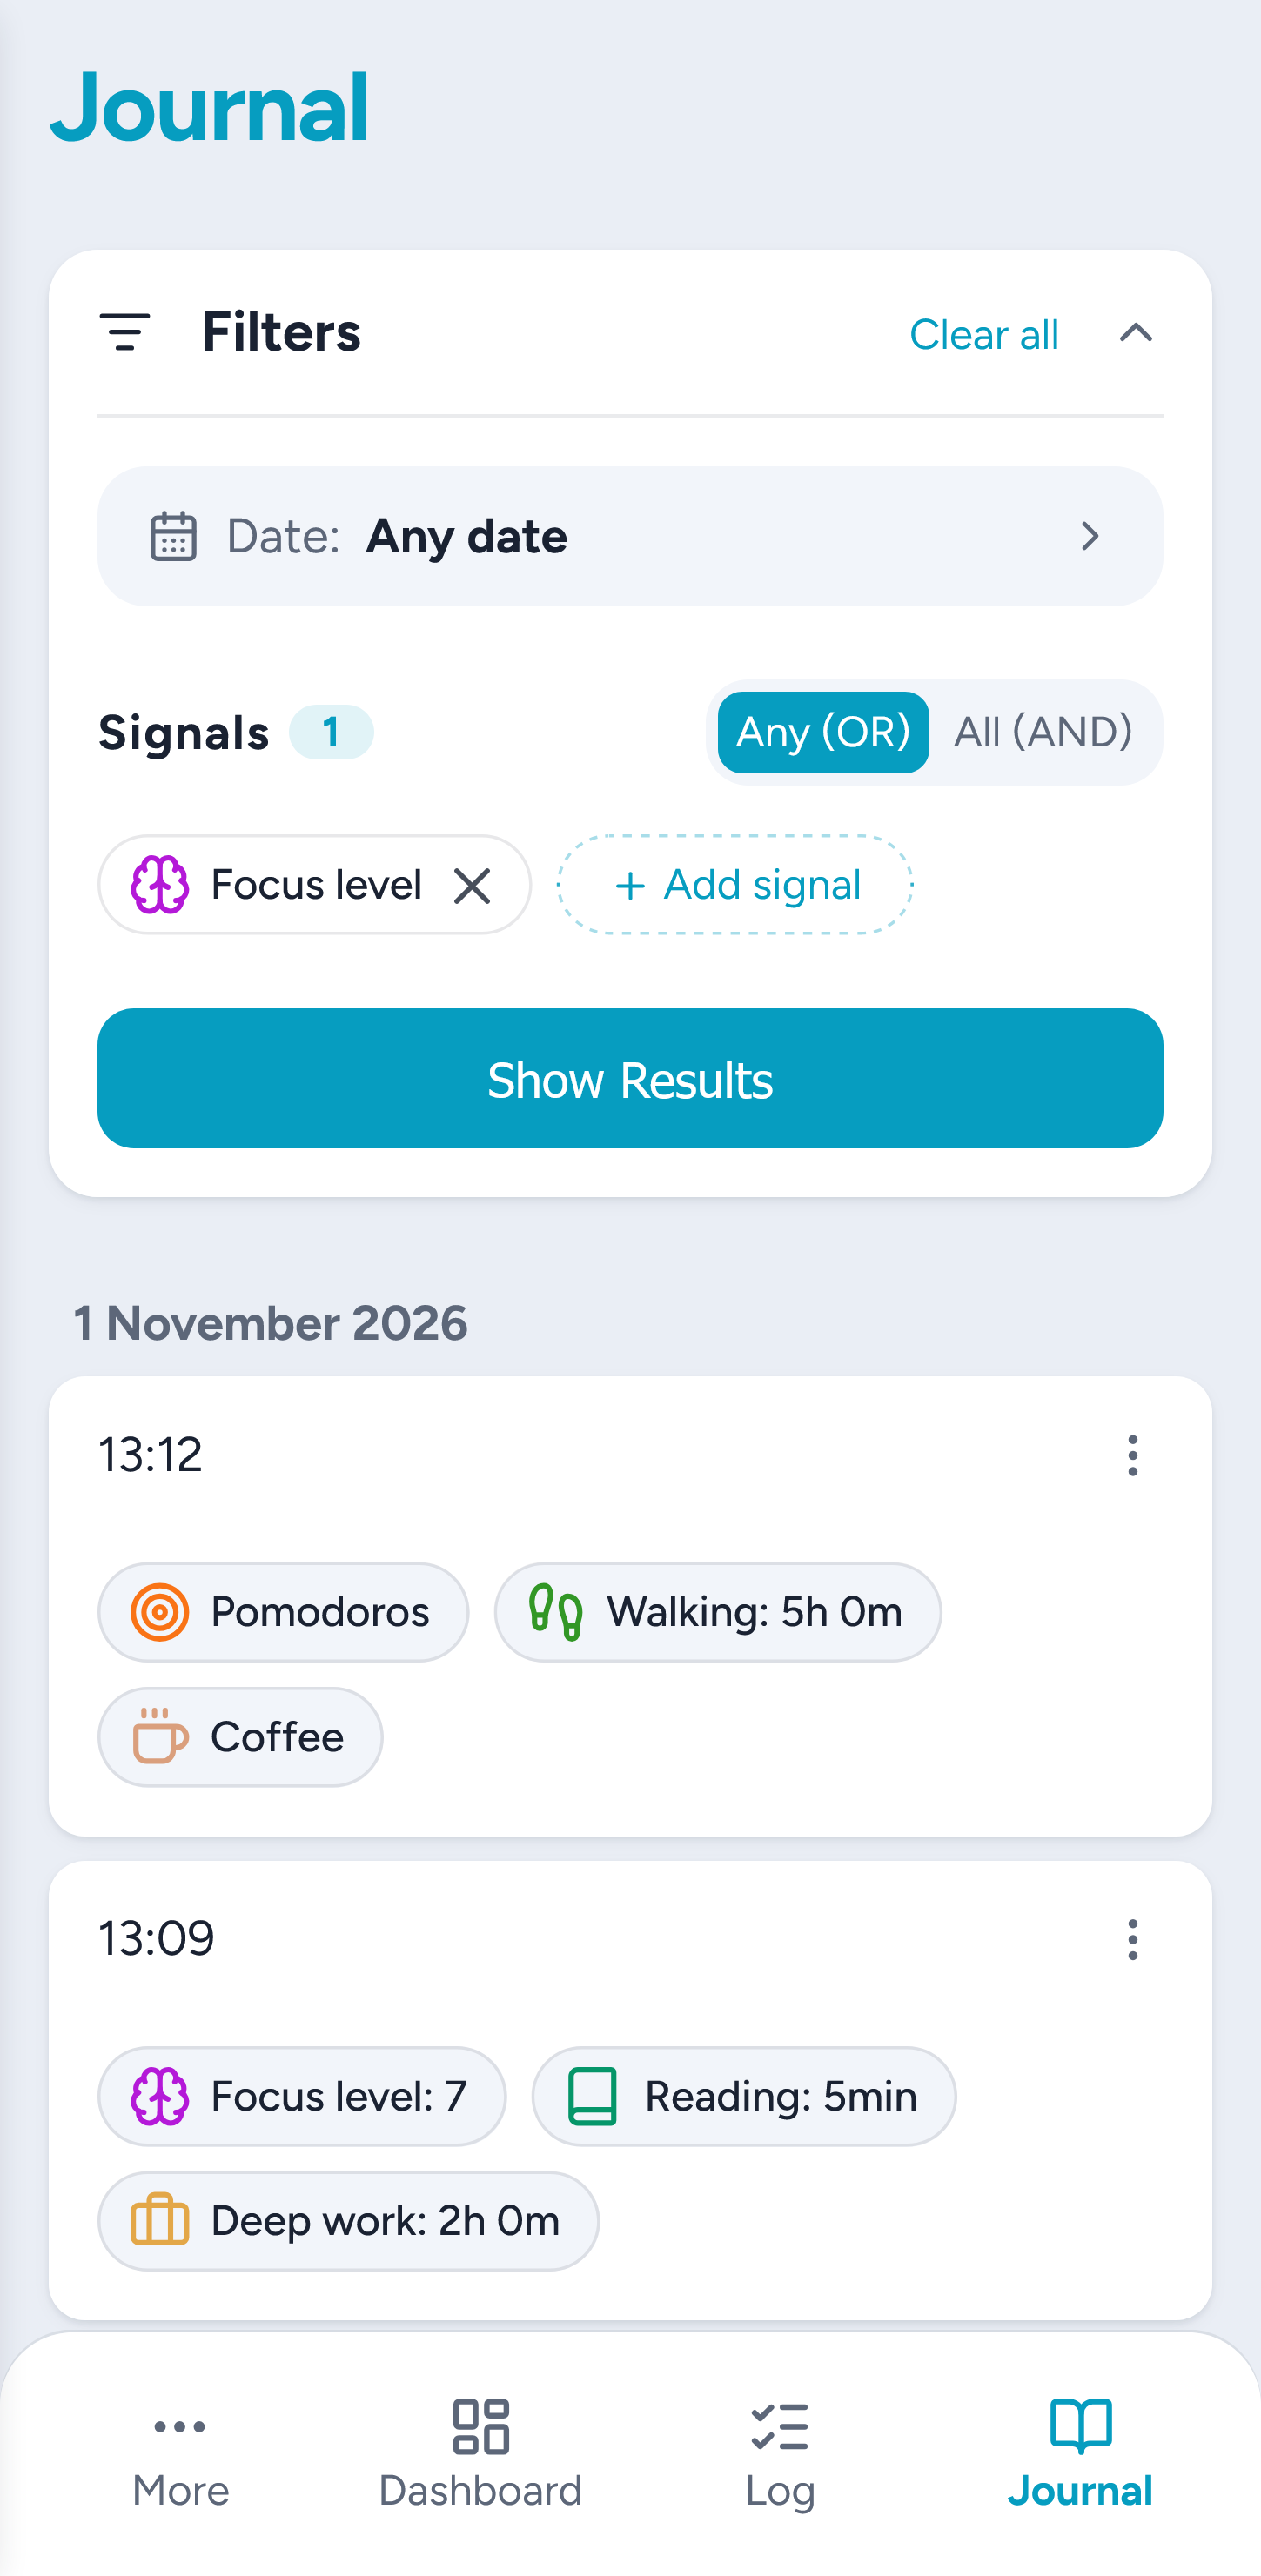 Journal
Filters
Clear all
Date: Any date
Signals 1
Any (OR) All (AND)
Focus level
+ Add signal
Show Results
1 November 2026
13:12
Pomodoros
Walking: 5h 0m
Coffee
13:09
Focus level: 7
Reading: 5min
Deep work: 2h 0m
More
Dashboard
Log
Journal